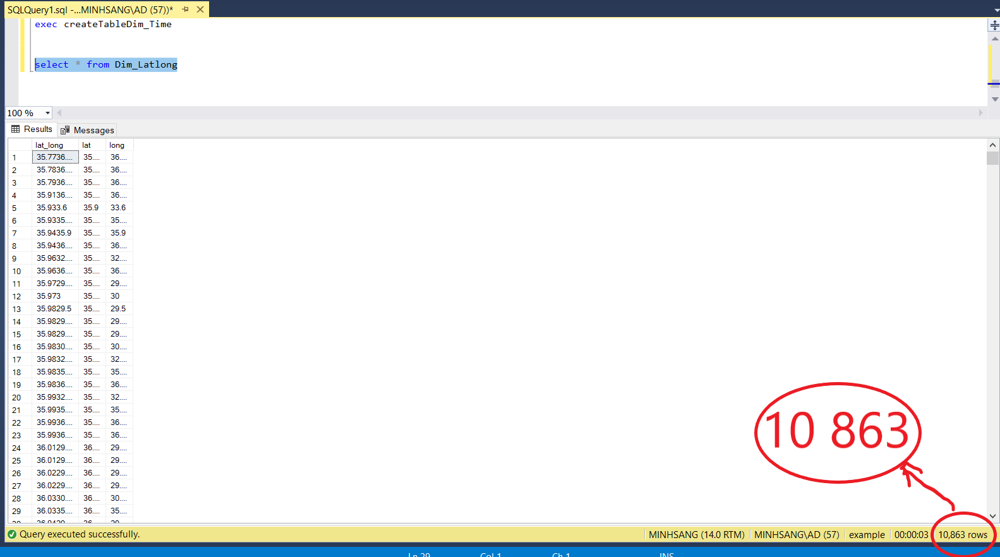 SQLQuery1.sql -...MINHSANG\AD (57))*
exec createTableDim_Time
select * from Dim_Latlong
100 %
Results Messages
lat_long lat long
1 35.7736.... 35.... 36....
2 35.7836.... 35.... 36....
3 35.7936.... 35.... 36....
4 35.9136.... 35.... 36....
5 35.933.6 35.9 33.6
6 35.9335.... 35.... 35....
7 35.9435.9 35.... 35.9
8 35.9436.... 35.... 36....
9 35.9632.... 35.... 32....
10 35.9636.... 35.... 36....
11 35.9729.... 35.... 29....
12 35.973 35.... 30
13 35.9829.5 35.... 29.5
14 35.9829.... 35.... 29....
15 35.9829.... 35.... 29....
16 35.9830.... 35.... 30....
17 35.9832.... 35.... 32....
18 35.9835.... 35.... 35....
19 35.9836.... 35.... 36....
20 35.9932.... 35.... 32....
21 35.9935.... 35.... 35....
22 35.9936.... 35.... 36....
23 35.9936.... 35.... 36....
24 36.0129.... 36.... 29....
25 36.0129.... 36.... 29....
26 36.0229.... 36.... 29....
27 36.0229.... 36.... 29....
28 36.0330.... 36.... 30....
29 36.0335.... 36.... 35....
10 863
Query executed successfully. MINHSANG (14.0 RTM) MINHSANG\AD (57) example 00:00:03 10,863 rows
Ln 29 Col 1 Ch 1 INS